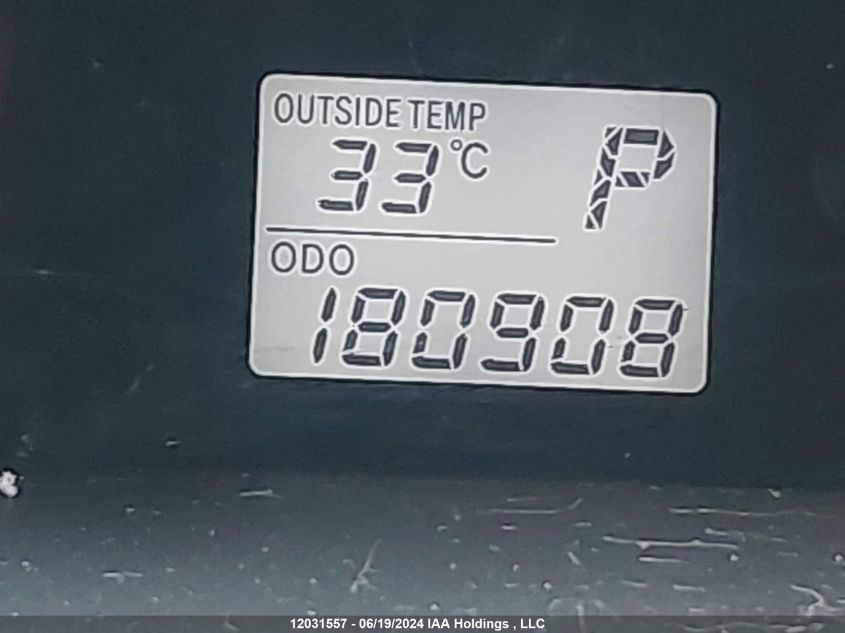 OUTSIDE TEMP
33 °C P
ODO
180908
12031557 - 06/19/2024 IAA Holdings , LLC